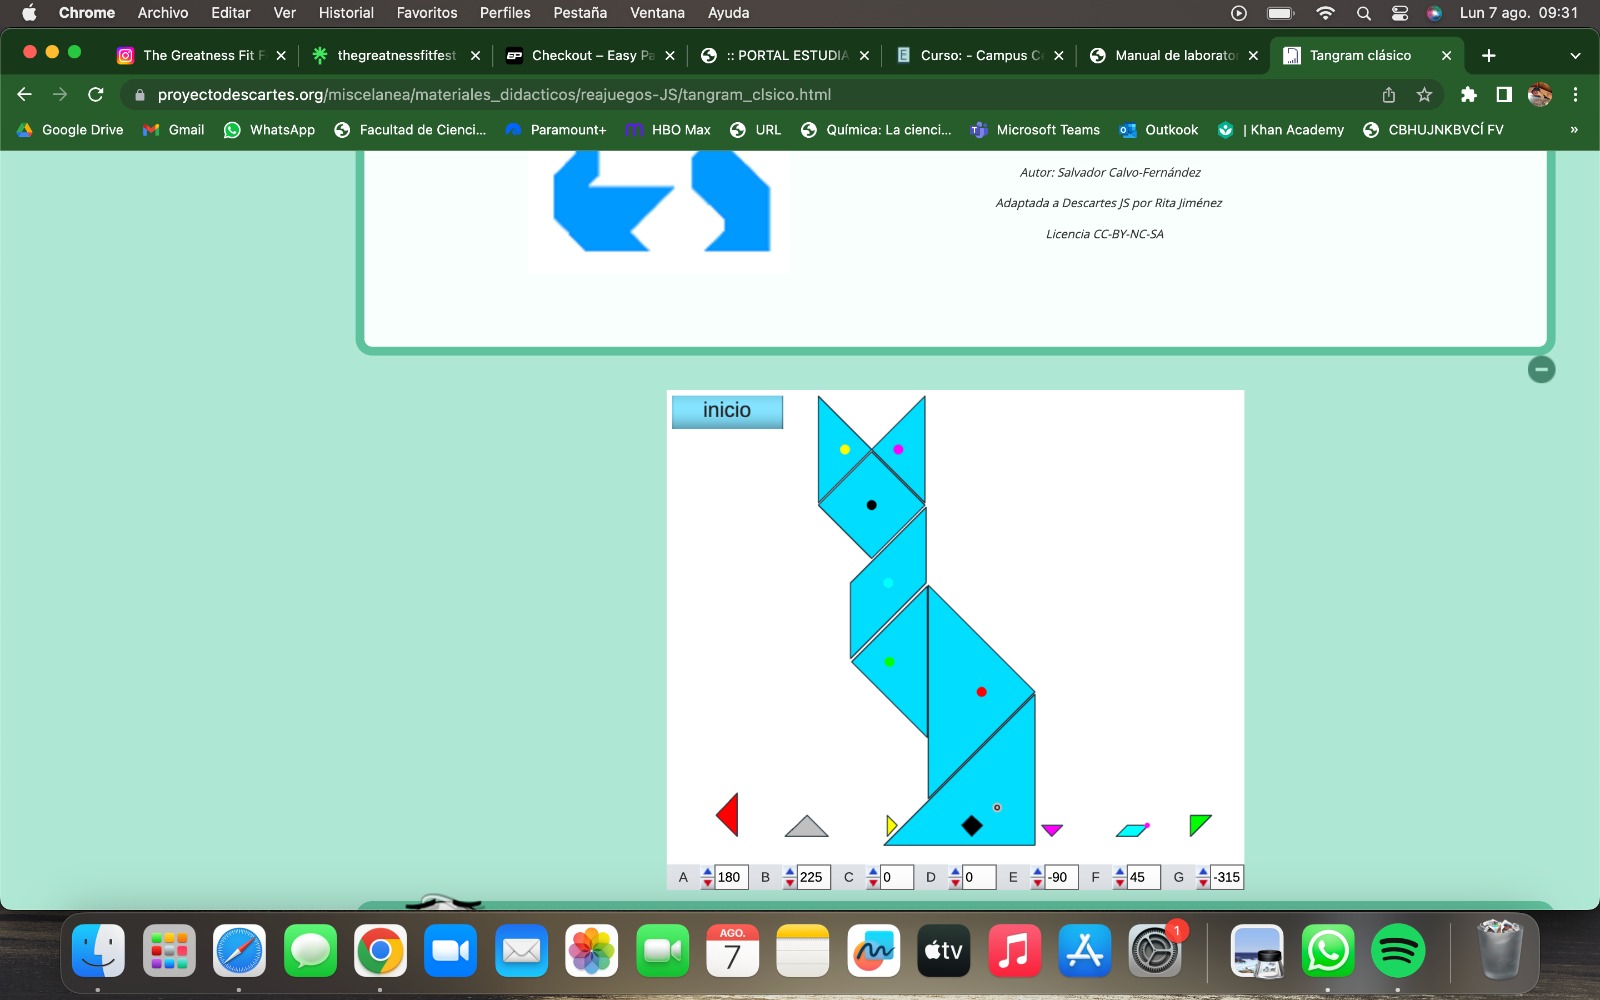 Chrome Archivo Editar Ver Historial Favoritos Perfiles Pestaña Ventana Ayuda Lun 7 ago. 09:31
The Greatness Fit F thegreatnessfitfest Checkout – Easy Pa :: PORTAL ESTUDIA Curso: - Campus C Manual de laborato Tangram clásico
proyectodescartes.org/miscelanea/materiales_didacticos/reajuegos-JS/tangram_clsico.html
Google Drive Gmail WhatsApp Facultad de Cienci... Paramount+ HBO Max URL Química: La cienci... Microsoft Teams Outkook | Khan Academy CBHUJNKBVCÍ FV »
Autor: Salvador Calvo-Fernández
Adaptada a Descartes JS por Rita Jiménez
Licencia CC-BY-NC-SA
inicio
A 180 B 225 C 0 D 0 E -90 F 45 G -315
AGO.
7
tv
1